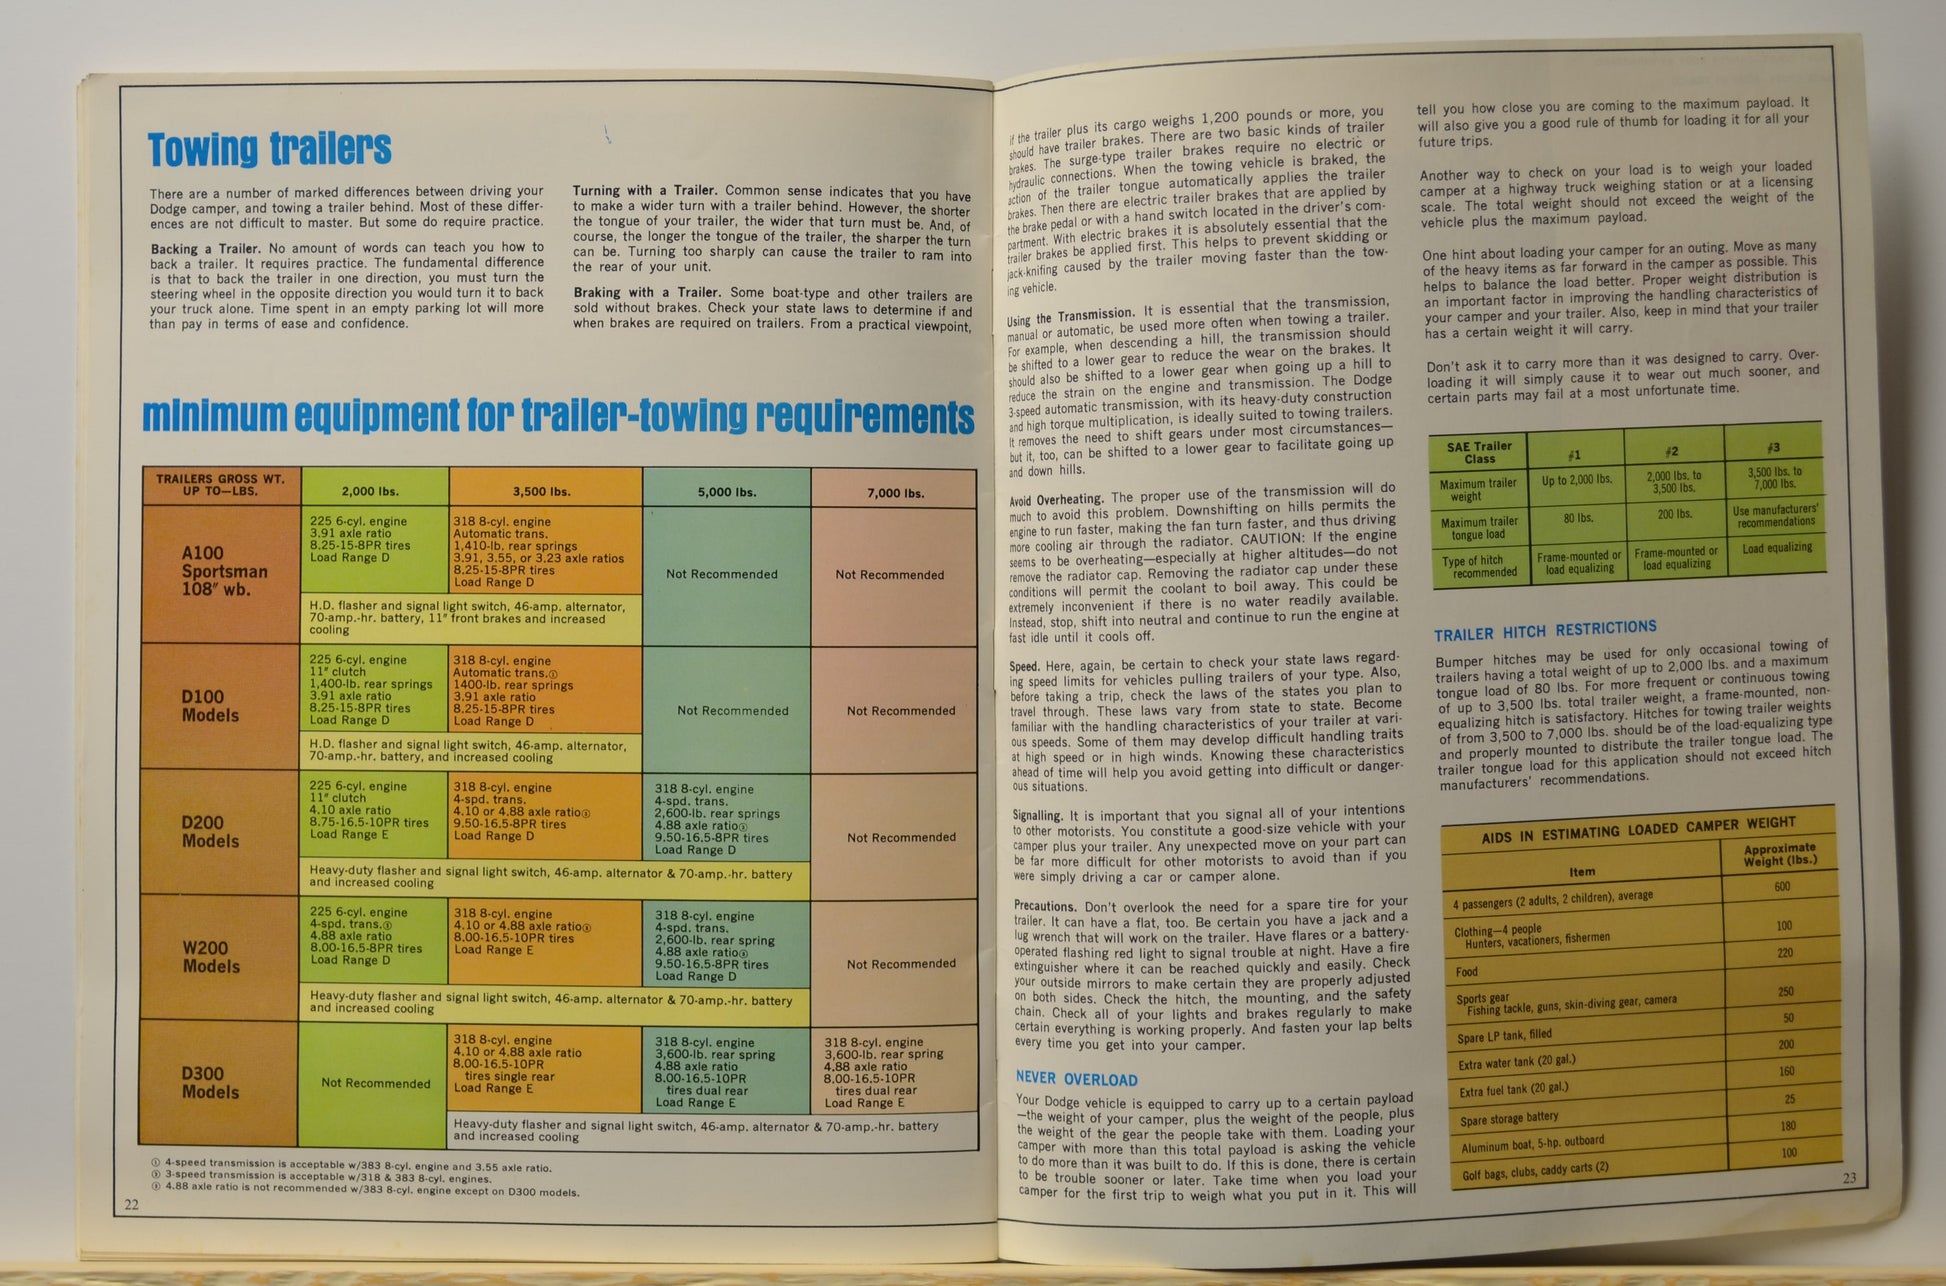 Towing trailers
There are a number of marked differences between driving your
Dodge camper, and towing a trailer behind. Most of these differ-
ences are not difficult to master. But some do require practice.
Backing a Trailer. No amount of words can teach you how to
back a trailer. It requires practice. The fundamental difference
is that to back the trailer in one direction, you must turn the
steering wheel in the opposite direction you would turn it to back
your truck alone. Time spent in an empty parking lot will more
than pay in terms of ease and confidence.
Turning with a Trailer. Common sense indicates that you have
to make a wider turn with a trailer behind. However, the shorter
the tongue of your trailer, the wider that turn must be. And, of
course, the longer the tongue of the trailer, the sharper the turn
can be. Turning too sharply can cause the trailer to ram into
the rear of your unit.
Braking with a Trailer. Some boat-type and other trailers are
sold without brakes. Check your state laws to determine if and
when brakes are required on trailers. From a practical viewpoint,
minimum equipment for trailer-towing requirements
TRAILERS GROSS WT.
UP TO—LBS.
2,000 lbs.
3,500 lbs.
5,000 lbs.
7,000 lbs.
A100
Sportsman
108" wb.
225 6-cyl. engine
3.91 axle ratio
8.25-15-8PR tires
Load Range D
318 8-cyl. engine
Automatic trans.
1,410-lb. rear springs
3.91, 3.55, or 3.23 axle ratios
8.25-15-8PR tires
Load Range D
Not Recommended
Not Recommended
H.D. flasher and signal light switch, 46-amp. alternator,
70-amp.-hr. battery, 11" front brakes and increased
cooling
D100
Models
225 6-cyl. engine
11" clutch
1,400-lb. rear springs
3.91 axle ratio
8.25-15-8PR tires
Load Range D
318 8-cyl. engine
Automatic trans.①
1400-lb. rear springs
3.91 axle ratio
8.25-15-8PR tires
Load Range D
Not Recommended
Not Recommended
H.D. flasher and signal light switch, 46-amp. alternator,
70-amp.-hr. battery, and increased cooling
D200
Models
225 6-cyl. engine
11" clutch
4.10 axle ratio
8.75-16.5-10PR tires
Load Range E
318 8-cyl. engine
4-spd. trans.
4.10 or 4.88 axle ratio
9.50-16.5-8PR tires
Load Range D
318 8-cyl. engine
4-spd. trans.
2,600-lb. rear springs
4.88 axle ratio
9.50-16.5-8PR tires
Load Range D
Not Recommended
Heavy-duty flasher and signal light switch, 46-amp. alternator & 70-amp.-hr. battery
and increased cooling
W200
Models
225 6-cyl. engine
4-spd. trans.
4.88 axle ratio
8.00-16.5-8PR tires
Load Range D
318 8-cyl. engine
4.10 or 4.88 axle ratio
8.00-16.5-10PR tires
Load Range E
318 8-cyl. engine
4-spd. trans.
2,600-lb. rear spring
4.88 axle ratio
9.50-16.5-8PR tires
Load Range D
Not Recommended
Heavy-duty flasher and signal light switch, 46-amp. alternator & 70-amp.-hr. battery
and increased cooling
D300
Models
Not Recommended
318 8-cyl. engine
4.10 or 4.88 axle ratio
8.00-16.5-10PR
tires single rear
Load Range E
318 8-cyl. engine
3,600-lb. rear spring
4.88 axle ratio
8.00-16.5-10PR
tires dual rear
Load Range E
318 8-cyl. engine
3,600-lb. rear spring
4.88 axle ratio
8.00-16.5-10PR
tires dual rear
Load Range E
Heavy-duty flasher and signal light switch, 46-amp. alternator & 70-amp.-hr. battery
and increased cooling
① 4-speed transmission is acceptable w/383 8-cyl. engine and 3.55 axle ratio.
3-speed transmission is acceptable w/318 & 383 8-cyl. engines.
4.88 axle ratio is not recommended w/383 8-cyl. engine except on D300 models.
22
if the trailer plus its cargo weighs 1,200 pounds or more, you
should have trailer brakes. There are two basic kinds of trailer
brakes. The surge-type trailer brakes require no electric or
hydraulic connections. When the towing vehicle is braked, the
action of the trailer tongue automatically applies the trailer
brakes. Then there are electric trailer brakes that are applied by
the brake pedal or with a hand switch located in the driver's com-
partment. With electric brakes it is absolutely essential that the
trailer brakes be applied first. This helps to prevent skidding or
jack-knifing caused by the trailer moving faster than the tow-
ing vehicle.
Using the Transmission. It is essential that the transmission,
manual or automatic, be used more often when towing a trailer.
For example, when descending a hill, the transmission should
be shifted to a lower gear to reduce the wear on the brakes. It
should also be shifted to a lower gear when going up a hill to
reduce the strain on the engine and transmission. The Dodge
3-speed automatic transmission, with its heavy-duty construction
and high torque multiplication, is ideally suited to towing trailers.
It removes the need to shift gears under most circumstances—
but it, too, can be shifted to a lower gear to facilitate going up
and down hills.
Avoid Overheating. The proper use of the transmission will do
much to avoid this problem. Downshifting on hills permits the
engine to run faster, making the fan turn faster, and thus driving
more cooling air through the radiator. CAUTION: If the engine
seems to be overheating—especially at higher altitudes—do not
remove the radiator cap. Removing the radiator cap under these
conditions will permit the coolant to boil away. This could be
extremely inconvenient if there is no water readily available.
Instead, stop, shift into neutral and continue to run the engine at
fast idle until it cools off.
Speed. Here, again, be certain to check your state laws regard-
ing speed limits for vehicles pulling trailers of your type. Also,
before taking a trip, check the laws of the states you plan to
travel through. These laws vary from state to state. Become
familiar with the handling characteristics of your trailer at vari-
ous speeds. Some of them may develop difficult handling traits
at high speed or in high winds. Knowing these characteristics
ahead of time will help you avoid getting into difficult or danger-
ous situations.
Signalling. It is important that you signal all of your intentions
to other motorists. You constitute a good-size vehicle with your
camper plus your trailer. Any unexpected move on your part can
be far more difficult for other motorists to avoid than if you
were simply driving a car or camper alone.
Precautions. Don't overlook the need for a spare tire for your
trailer. It can have a flat, too. Be certain you have a jack and a
lug wrench that will work on the trailer. Have flares or a battery-
operated flashing red light to signal trouble at night. Have a fire
extinguisher where it can be reached quickly and easily. Check
your outside mirrors to make certain they are properly adjusted
on both sides. Check the hitch, the mounting, and the safety
chain. Check all of your lights and brakes regularly to make
certain everything is working properly. And fasten your lap belts
every time you get into your camper.
NEVER OVERLOAD
Your Dodge vehicle is equipped to carry up to a certain payload
—the weight of your camper, plus the weight of the people, plus
the weight of the gear the people take with them. Loading your
camper with more than this total payload is asking the vehicle
to do more than it was built to do. If this is done, there is certain
to be trouble sooner or later. Take time when you load your
camper for the first trip to weigh what you put in it. This will
tell you how close you are coming to the maximum payload. It
will also give you a good rule of thumb for loading it for all your
future trips.
Another way to check on your load is to weigh your loaded
camper at a highway truck weighing station or at a licensing
scale. The total weight should not exceed the weight of the
vehicle plus the maximum payload.
One hint about loading your camper for an outing. Move as many
of the heavy items as far forward in the camper as possible. This
helps to balance the load better. Proper weight distribution is
an important factor in improving the handling characteristics of
your camper and your trailer. Also, keep in mind that your trailer
has a certain weight it will carry.
Don't ask it to carry more than it was designed to carry. Over-
loading it will simply cause it to wear out much sooner, and
certain parts may fail at a most unfortunate time.
SAE Trailer
Class
#1
#2
#3
Maximum trailer
weight
Up to 2,000 lbs.
2,000 lbs. to
3,500 lbs.
3,500 lbs. to
7,000 lbs.
Maximum trailer
tongue load
80 lbs.
200 lbs.
Use manufacturers'
recommendations
Type of hitch
recommended
Frame-mounted or
load equalizing
Frame-mounted or
load equalizing
Load equalizing
TRAILER HITCH RESTRICTIONS
Bumper hitches may be used for only occasional towing of
trailers having a total weight of up to 2,000 lbs. and a maximum
tongue load of 80 lbs. For more frequent or continuous towing
of up to 3,500 lbs. total trailer weight, a frame-mounted, non-
equalizing hitch is satisfactory. Hitches for towing trailer weights
of from 3,500 to 7,000 lbs. should be of the load-equalizing type
and properly mounted to distribute the trailer tongue load. The
trailer tongue load for this application should not exceed hitch
manufacturers' recommendations.
AIDS IN ESTIMATING LOADED CAMPER WEIGHT
Item
Approximate
Weight (lbs.)
4 passengers (2 adults, 2 children), average
600
Clothing—4 people
Hunters, vacationers, fishermen
100
Food
220
Sports gear
Fishing tackle, guns, skin-diving gear, camera
250
Spare LP tank, filled
50
Extra water tank (20 gal.)
200
Extra fuel tank (20 gal.)
160
Spare storage battery
25
Aluminum boat, 5-hp. outboard
180
Golf bags, clubs, caddy carts (2)
100
23